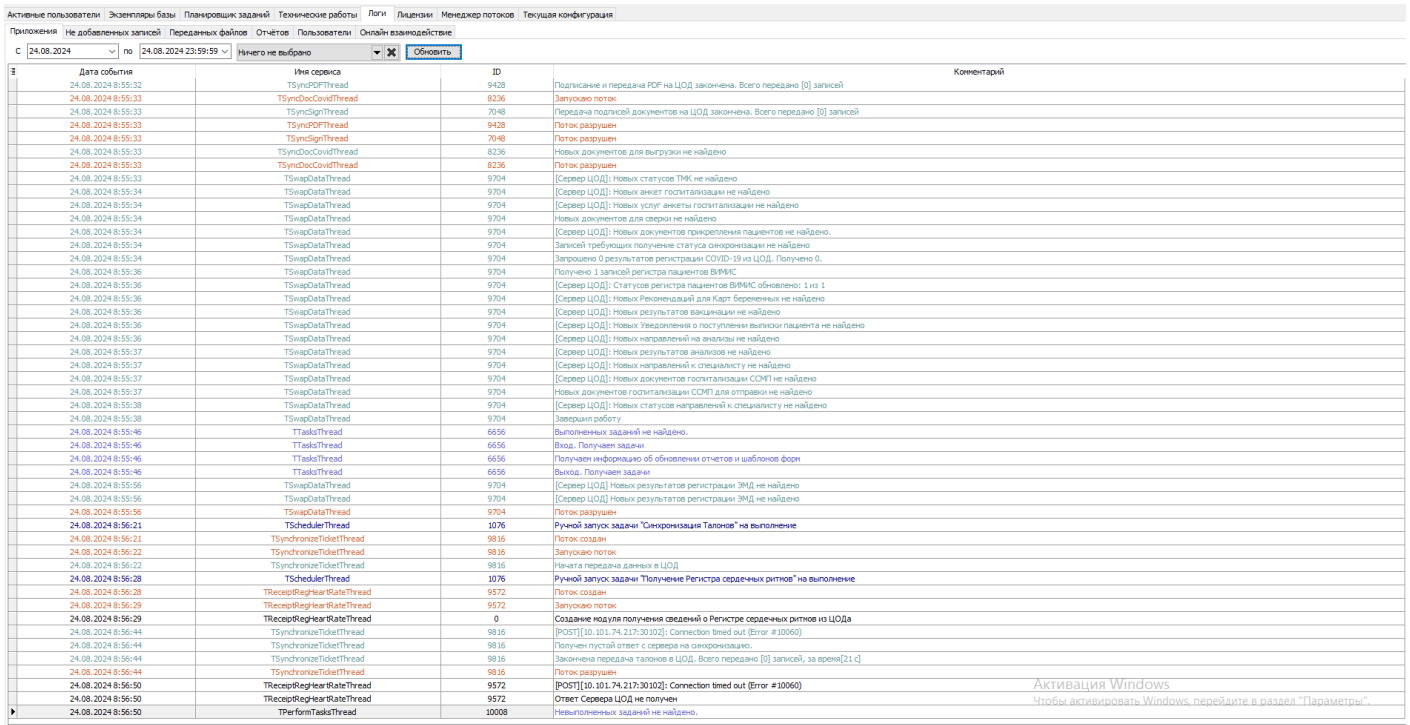 Активные пользователи Экземпляры базы Планировщик заданий Технические работы Логи Лицензии Менеджер потоков Текущая конфигурация
Приложения Не добавленных записей Переданных файлов Отчётов Пользователи Онлайн взаимодействие
С 24.08.2024 по 24.08.2024 23:59:59 Ничего не выбрано Обновить
Дата события Имя сервиса ID Комментарий
24.08.2024 8:55:32 TSyncPDFThread 9428 Подписание и передача PDF на ЦОД закончена. Всего передано [0] записей
24.08.2024 8:55:33 TSyncDocCovidThread 8236 Запускаю поток
24.08.2024 8:55:33 TSyncSignThread 7048 Передача подписей документов на ЦОД закончена. Всего передано [0] записей
24.08.2024 8:55:33 TSyncPDFThread 9428 Поток разрушен
24.08.2024 8:55:33 TSyncSignThread 7048 Поток разрушен
24.08.2024 8:55:33 TSyncDocCovidThread 8236 Новых документов для выгрузки не найдено
24.08.2024 8:55:33 TSyncDocCovidThread 8236 Поток разрушен
24.08.2024 8:55:33 TSwapDataThread 9704 [Сервер ЦОД]: Новых статусов ТМК не найдено
24.08.2024 8:55:34 TSwapDataThread 9704 [Сервер ЦОД]: Новых анкет госпитализации не найдено
24.08.2024 8:55:34 TSwapDataThread 9704 [Сервер ЦОД]: Новых услуг анкеты госпитализации не найдено
24.08.2024 8:55:34 TSwapDataThread 9704 Новых документов для сверки не найдено
24.08.2024 8:55:34 TSwapDataThread 9704 [Сервер ЦОД]: Новых документов прикрепления пациентов не найдено.
24.08.2024 8:55:34 TSwapDataThread 9704 Записей требующих получение статуса синхронизации не найдено
24.08.2024 8:55:34 TSwapDataThread 9704 Запрошено 0 результатов регистрации COVID-19 из ЦОД. Получено 0.
24.08.2024 8:55:36 TSwapDataThread 9704 Получено 1 записей регистра пациентов ВИМИС
24.08.2024 8:55:36 TSwapDataThread 9704 [Сервер ЦОД]: Статусов регистра пациентов ВИМИС обновлено: 1 из 1
24.08.2024 8:55:36 TSwapDataThread 9704 [Сервер ЦОД]: Новых Рекомендаций для Карт беременных не найдено
24.08.2024 8:55:36 TSwapDataThread 9704 [Сервер ЦОД]: Новых результатов вакцинации не найдено
24.08.2024 8:55:36 TSwapDataThread 9704 [Сервер ЦОД]: Новых Уведомления о поступлении выписки пациента не найдено
24.08.2024 8:55:36 TSwapDataThread 9704 [Сервер ЦОД]: Новых направлений на анализы не найдено
24.08.2024 8:55:37 TSwapDataThread 9704 [Сервер ЦОД]: Новых результатов анализов не найдено
24.08.2024 8:55:37 TSwapDataThread 9704 [Сервер ЦОД]: Новых направлений к специалисту не найдено
24.08.2024 8:55:37 TSwapDataThread 9704 [Сервер ЦОД]: Новых документов госпитализации ССМП не найдено
24.08.2024 8:55:37 TSwapDataThread 9704 Новых документов госпитализации ССМП для отправки не найдено
24.08.2024 8:55:38 TSwapDataThread 9704 [Сервер ЦОД]: Новых статусов направлений к специалисту не найдено
24.08.2024 8:55:38 TSwapDataThread 9704 Завершил работу
24.08.2024 8:55:46 TTasksThread 6656 Выполненных заданий не найдено.
24.08.2024 8:55:46 TTasksThread 6656 Вход. Получаем задачи
24.08.2024 8:55:46 TTasksThread 6656 Получаем информацию об обновлении отчетов и шаблонов форм
24.08.2024 8:55:46 TTasksThread 6656 Выход. Получаем задачи
24.08.2024 8:55:56 TSwapDataThread 9704 [Сервер ЦОД] Новых результатов регистрации ЭМД не найдено
24.08.2024 8:55:56 TSwapDataThread 9704 [Сервер ЦОД] Новых результатов регистрации ЭМД не найдено
24.08.2024 8:55:56 TSwapDataThread 9704 Поток разрушен
24.08.2024 8:56:21 TSchedulerThread 1076 Ручной запуск задачи "Синхронизация Талонов" на выполнение
24.08.2024 8:56:21 TSynchronizeTicketThread 9816 Поток создан
24.08.2024 8:56:22 TSynchronizeTicketThread 9816 Запускаю поток
24.08.2024 8:56:22 TSynchronizeTicketThread 9816 Начата передача данных в ЦОД
24.08.2024 8:56:28 TSchedulerThread 1076 Ручной запуск задачи "Получение Регистра сердечных ритмов" на выполнение
24.08.2024 8:56:28 TReceiptRegHeartRateThread 9572 Поток создан
24.08.2024 8:56:29 TReceiptRegHeartRateThread 9572 Запускаю поток
24.08.2024 8:56:29 TReceiptRegHeartRateThread 0 Создание модуля получения сведений о Регистре сердечных ритмов из ЦОДа
24.08.2024 8:56:44 TSynchronizeTicketThread 9816 [POST][10.101.74.217:30102]: Connection timed out (Error #10060)
24.08.2024 8:56:44 TSynchronizeTicketThread 9816 Получен пустой ответ с сервера на синхронизацию.
24.08.2024 8:56:44 TSynchronizeTicketThread 9816 Закончена передача талонов в ЦОД. Всего передано [0] записей, за время[21 с]
24.08.2024 8:56:44 TSynchronizeTicketThread 9816 Поток разрушен
24.08.2024 8:56:50 TReceiptRegHeartRateThread 9572 [POST][10.101.74.217:30102]: Connection timed out (Error #10060)
24.08.2024 8:56:50 TReceiptRegHeartRateThread 9572 Ответ Сервера ЦОД не получен
24.08.2024 8:56:50 TPerformTasksThread 10008 Невыполненных заданий не найдено.
Активация Windows
Чтобы активировать Windows, перейдите в раздел "Параметры".